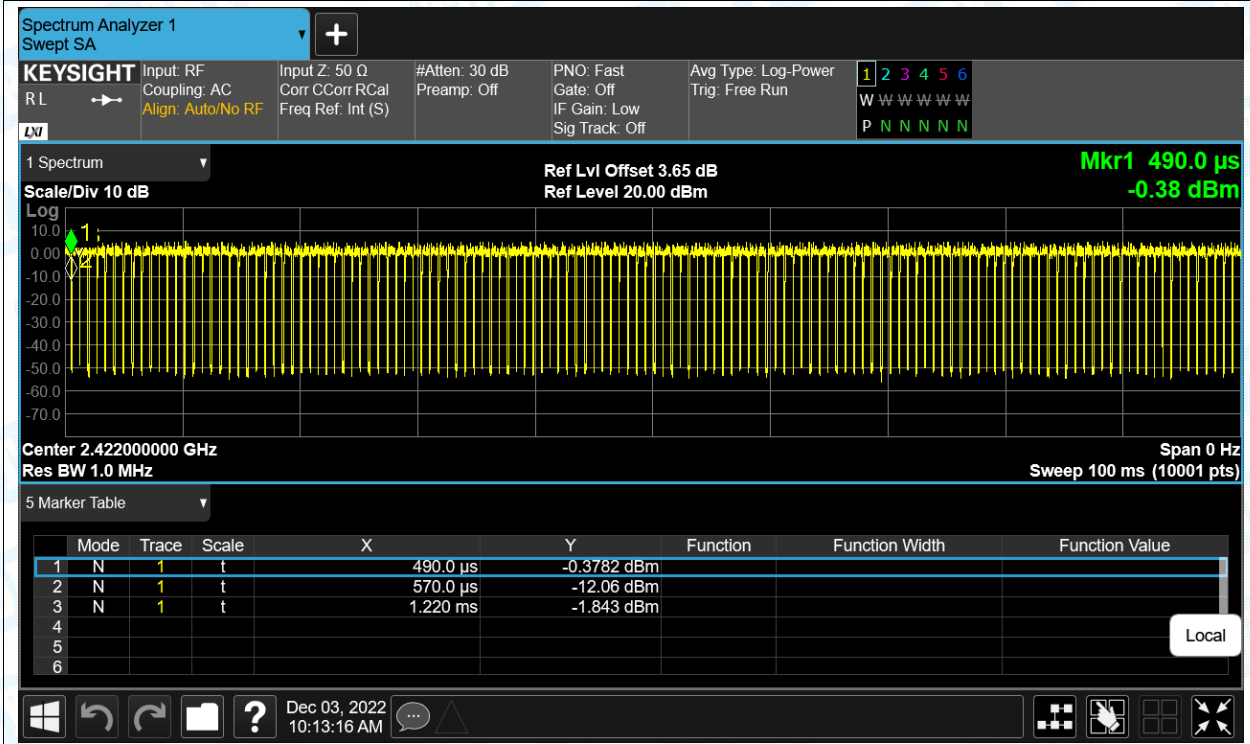 Spectrum Analyzer 1
Swept SA
+
KEYSIGHT
R L
LXI
Input: RF
Coupling: AC
Align: Auto/No RF
Input Z: 50 Ω
Corr CCorr RCal
Freq Ref: Int (S)
#Atten: 30 dB
Preamp: Off
PNO: Fast
Gate: Off
IF Gain: Low
Sig Track: Off
Avg Type: Log-Power
Trig: Free Run
1 2 3 4 5 6
W W W W W W
P N N N N N
1 Spectrum
Scale/Div 10 dB
Ref Lvl Offset 3.65 dB
Ref Level 20.00 dBm
Mkr1 490.0 µs
-0.38 dBm
Log
10.0
0.00
-10.0
-20.0
-30.0
-40.0
-50.0
-60.0
-70.0
1
2
Center 2.422000000 GHz
Res BW 1.0 MHz
Span 0 Hz
Sweep 100 ms (10001 pts)
5 Marker Table
Mode Trace Scale X Y Function Function Width Function Value
1 N 1 t 490.0 µs -0.3782 dBm
2 N 1 t 570.0 µs -12.06 dBm
3 N 1 t 1.220 ms -1.843 dBm
4
5
6
Local
?
Dec 03, 2022
10:13:16 AM